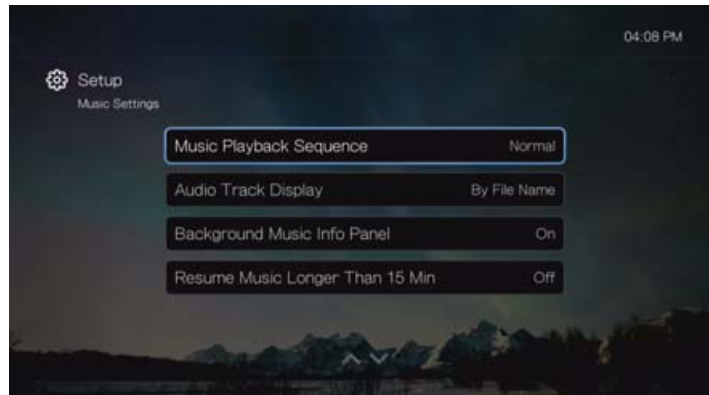 04:08 PM
Setup
Music Settings
Music Playback Sequence Normal
Audio Track Display By File Name
Background Music Info Panel On
Resume Music Longer Than 15 Min Off